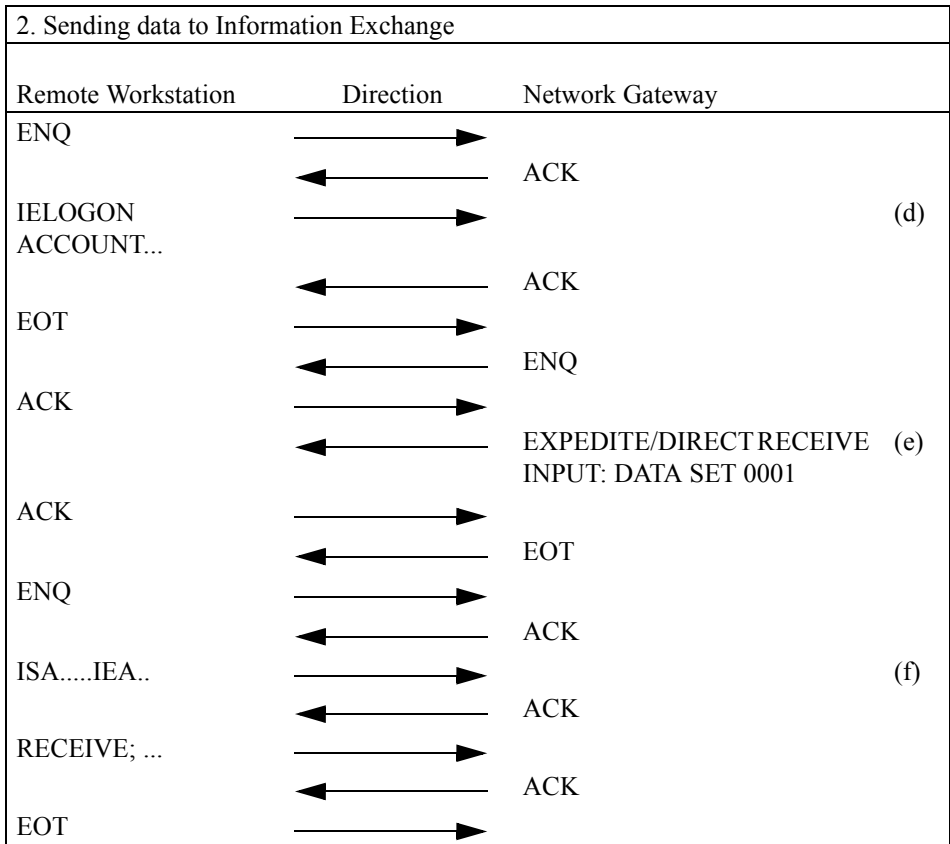 2. Sending data to Information Exchange
Remote Workstation Direction Network Gateway
ENQ
ACK
IELOGON (d)
ACCOUNT...
ACK
EOT
ENQ
ACK
EXPEDITE/DIRECT RECEIVE (e)
INPUT: DATA SET 0001
ACK
EOT
ENQ
ACK
ISA.....IEA.. (f)
ACK
RECEIVE; ...
ACK
EOT